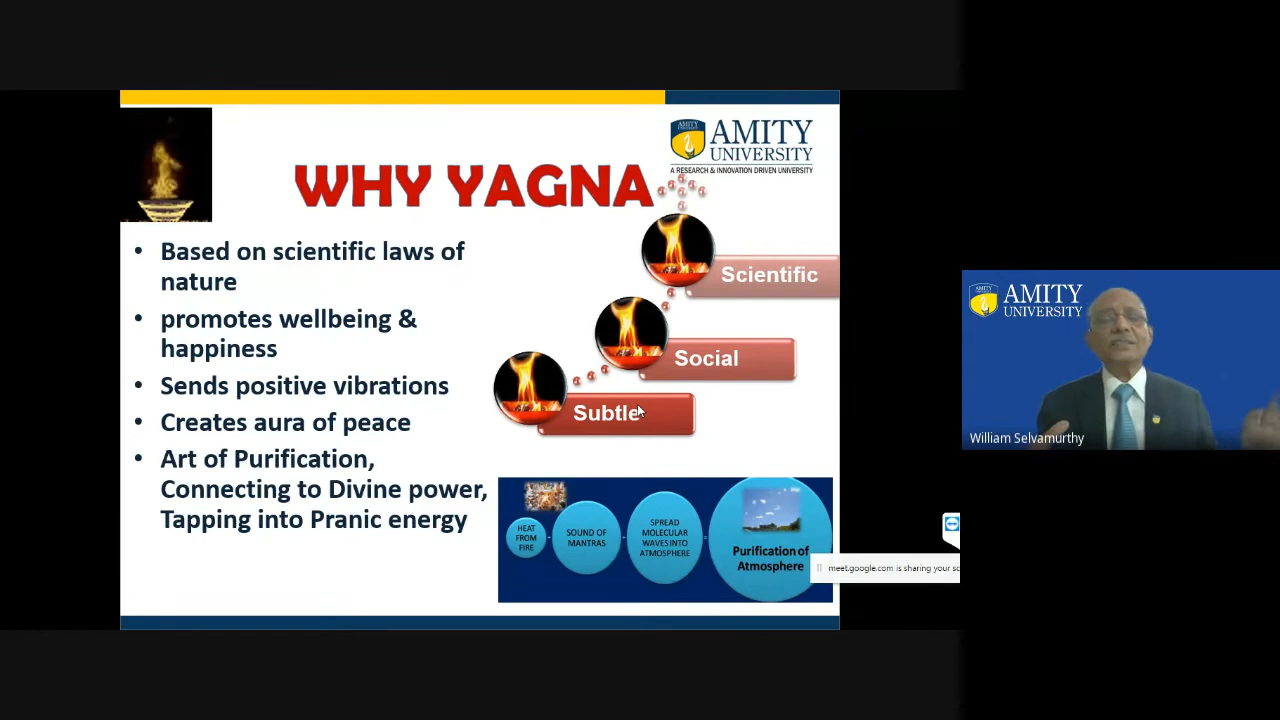 AMITY
UNIVERSITY
A RESEARCH & INNOVATION DRIVEN UNIVERSITY
WHY YAGNA
• Based on scientific laws of
nature
• promotes wellbeing &
happiness
• Sends positive vibrations
• Creates aura of peace
• Art of Purification,
Connecting to Divine power,
Tapping into Pranic energy
Scientific
Social
Subtle
HEAT
FROM
FIRE
SOUND OF
MANTRAS
SPREAD
MOLECULAR
WAVES INTO
ATMOSPHERE
Purification of
Atmosphere
meet.google.com is sharing your sc
AMITY
UNIVERSITY
William Selvamurthy